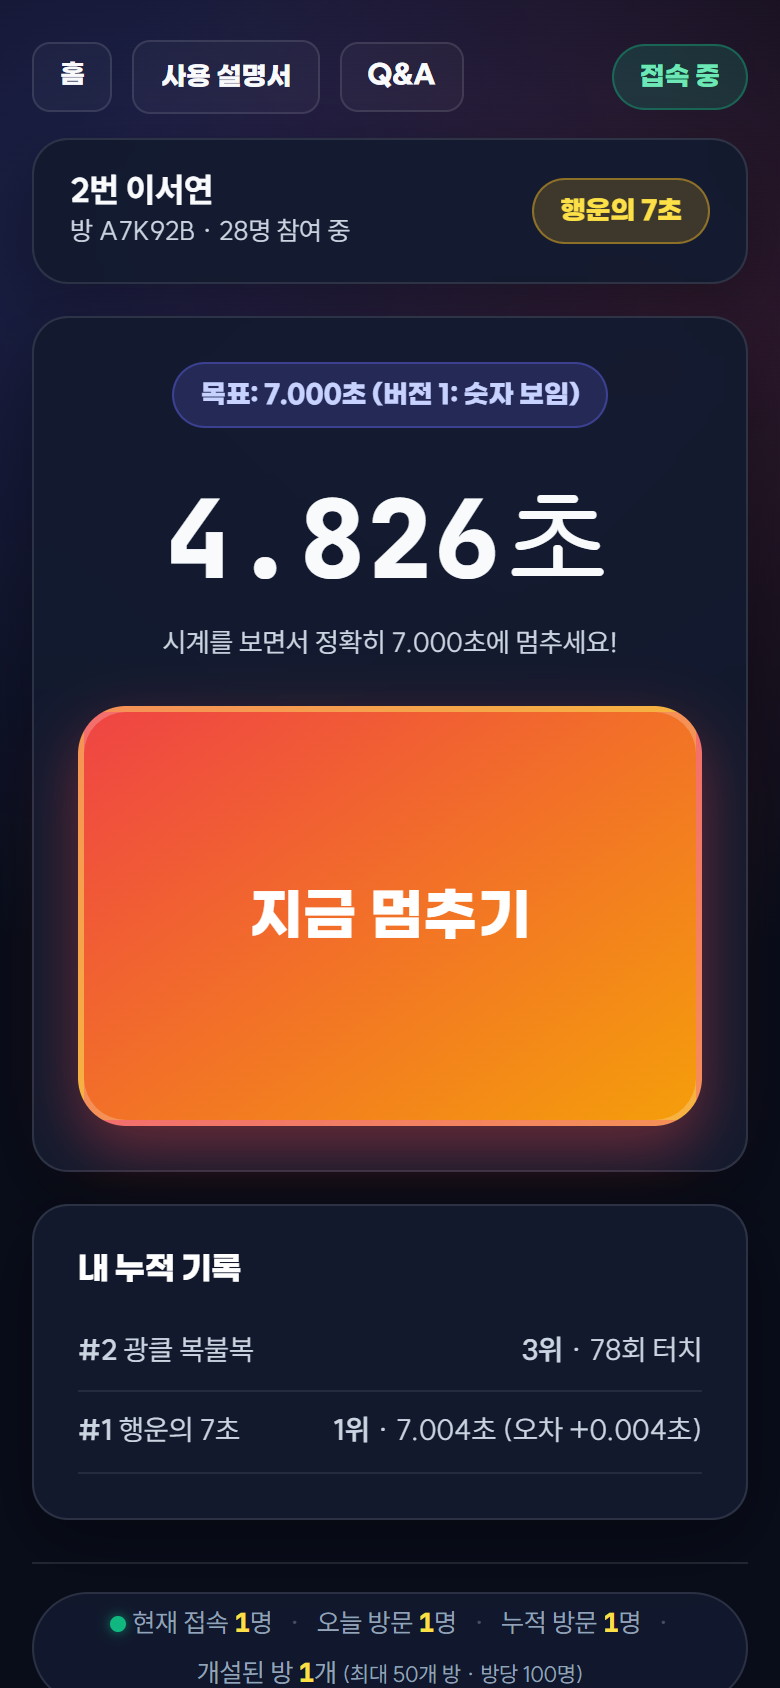 홈 사용 설명서 Q&A 접속 중
2번 이서연
방 A7K92B · 28명 참여 중
행운의 7초
목표: 7.000초 (버전 1: 숫자 보임)
4.826초
시계를 보면서 정확히 7.000초에 멈추세요!
지금 멈추기
내 누적 기록
#2 광클 복불복 3위 · 78회 터치
#1 행운의 7초 1위 · 7.004초 (오차 +0.004초)
현재 접속 1명 · 오늘 방문 1명 · 누적 방문 1명 ·
개설된 방 1개 (최대 50개 방 · 방당 100명)